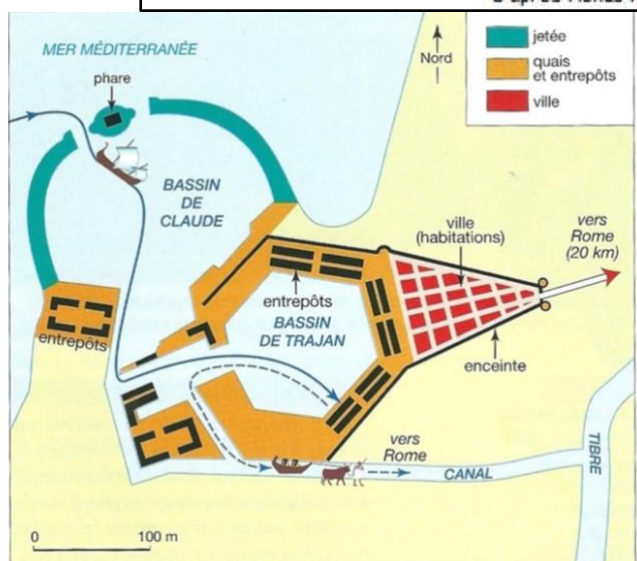 MER MÉDITERRANÉE
phare
Nord
jetée
quais
et entrepôts
ville
BASSIN
DE
CLAUDE
ville
(habitations)
vers
Rome
(20 km)
entrepôts
BASSIN
DE TRAJAN
entrepôts
enceinte
vers
Rome
CANAL
TIBRE
0
100 m